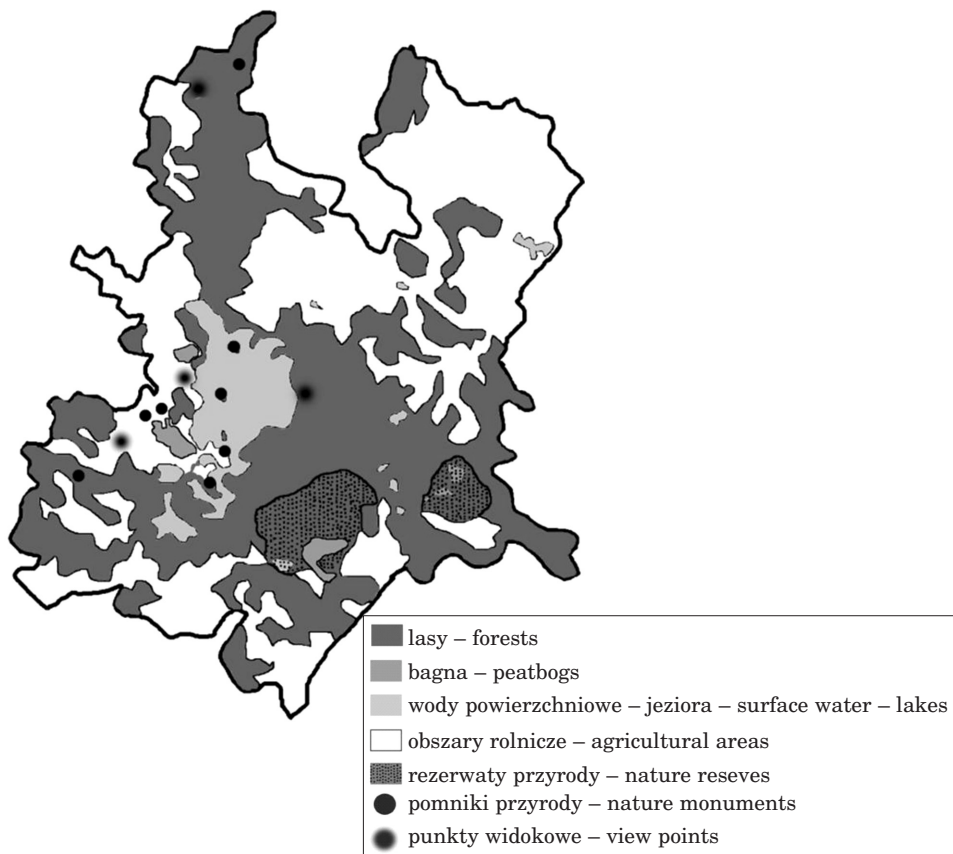 lasy – forests
bagna – peatbogs
wody powierzchniowe – jeziora – surface water – lakes
obszary rolnicze – agricultural areas
rezerwaty przyrody – nature reseves
pomniki przyrody – nature monuments
punkty widokowe – view points